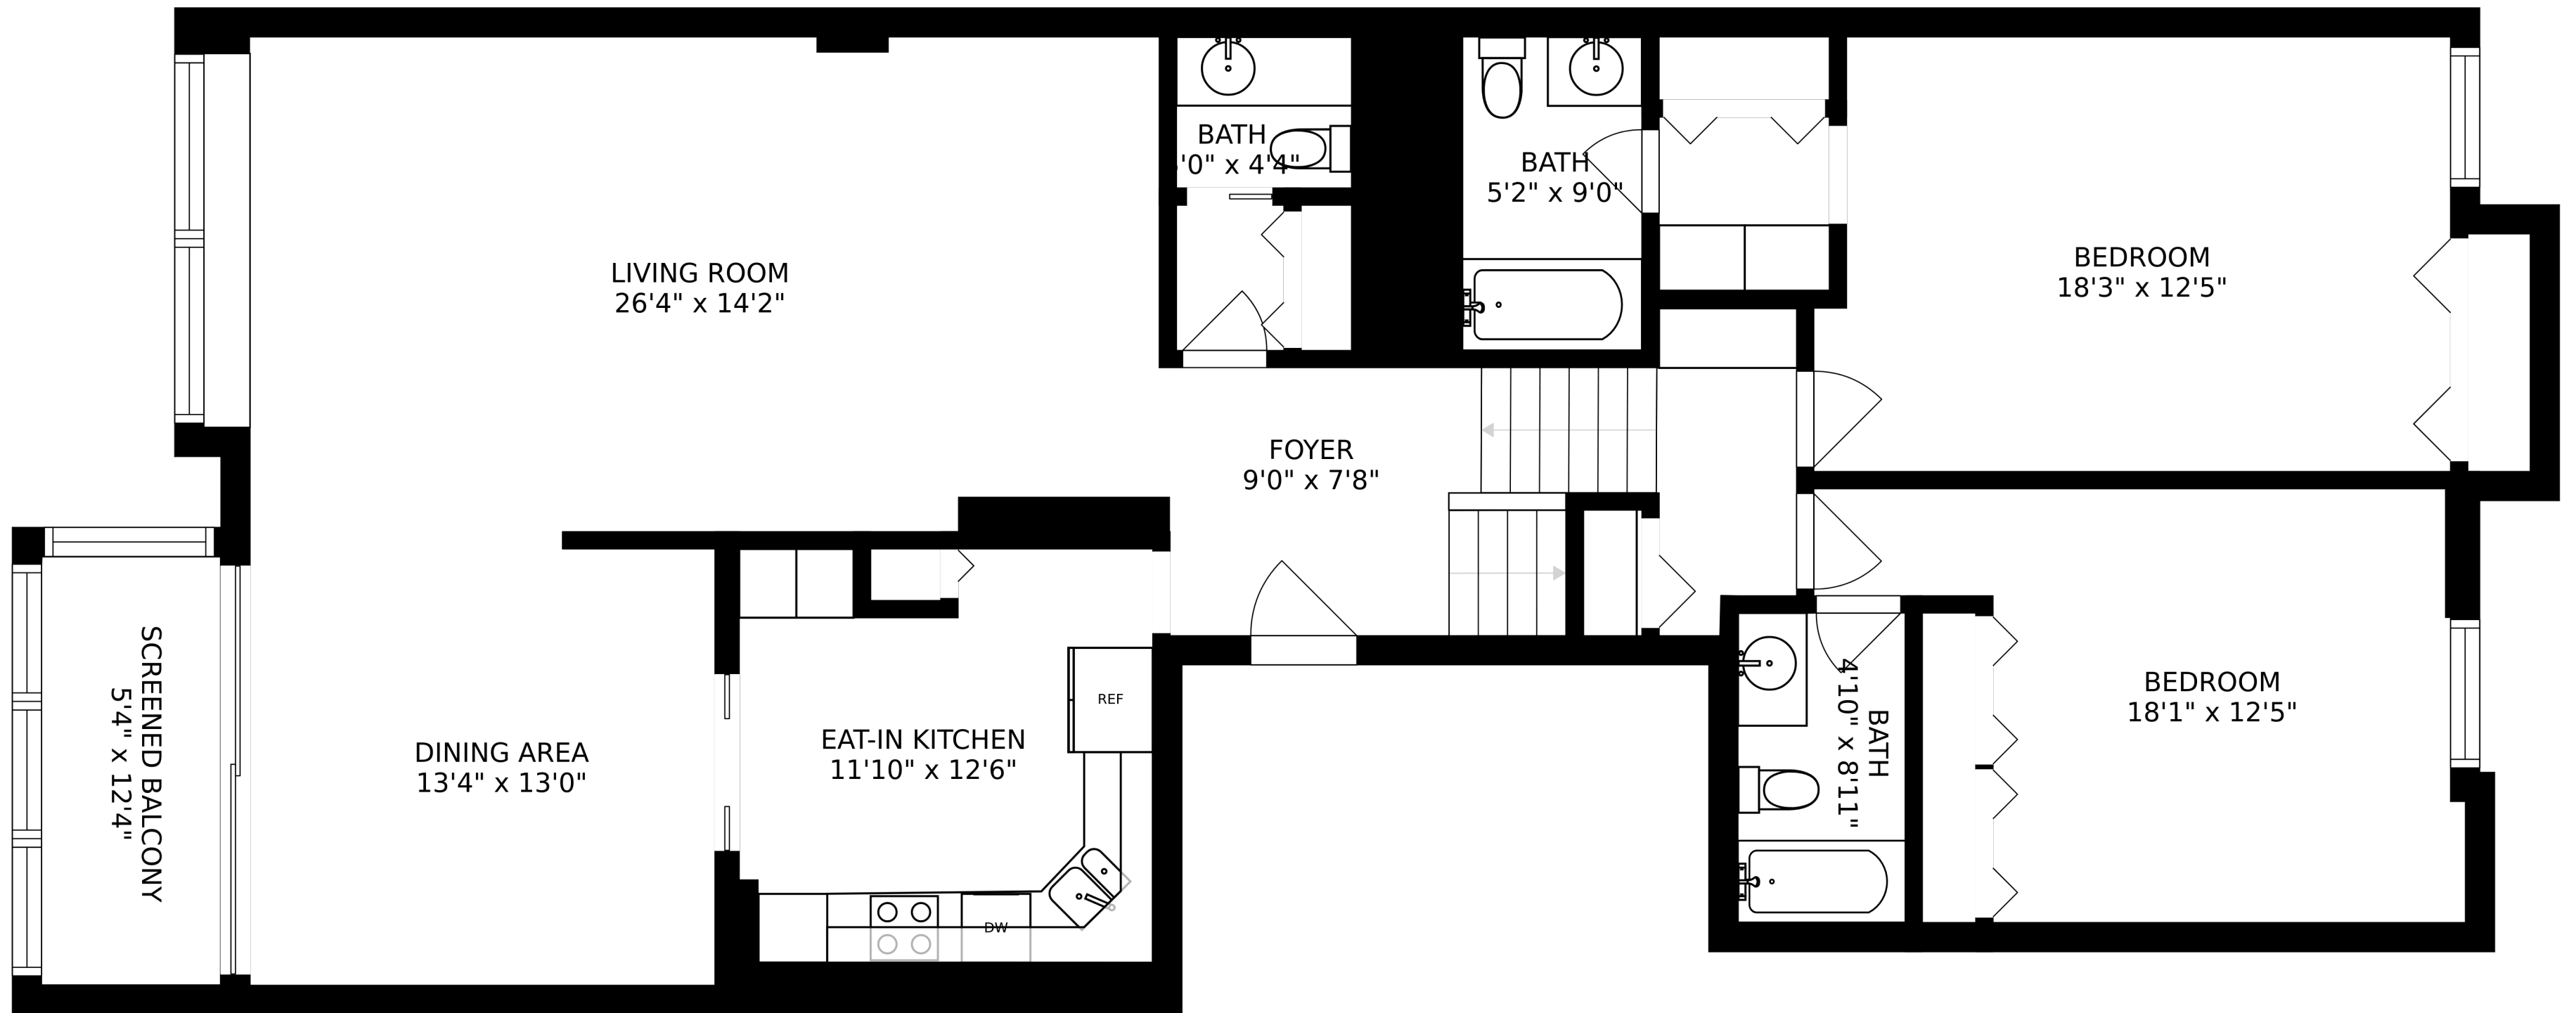 BATH
'0" x 4'4"
BATH
5'2" x 9'0"
LIVING ROOM
26'4" x 14'2"
BEDROOM
18'3" x 12'5"
FOYER
9'0" x 7'8"
SCREENED BALCONY
5'4" x 12'4"
DINING AREA
13'4" x 13'0"
EAT-IN KITCHEN
11'10" x 12'6"
REF
DW
BATH
4'10" x 8'11"
BEDROOM
18'1" x 12'5"